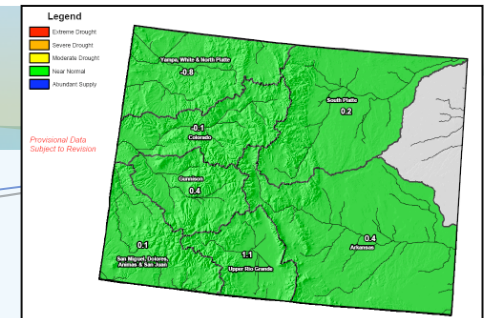 Legend
Extreme Drought
Severe Drought
Moderate Drought
Near Normal
Abundant Supply
Provisional Data
Subject to Revision
Yampa, White & North Platte
-0.8
South Platte
0.2
-0.1
Colorado
Gunnison
0.4
0.4
Arkansas
0.1
San Miguel, Dolores,
Animas & San Juan
1.1
Upper Rio Grande